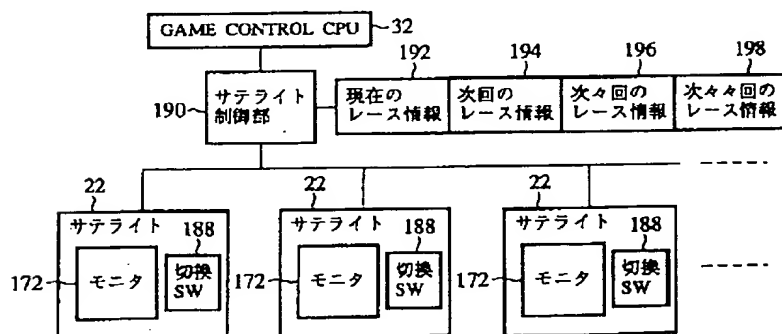 GAME CONTROL CPU
32
192
194
196
198
190
サテライト
制御部
現在の
レース情報
次回の
レース情報
次々回の
レース情報
次々々回の
レース情報
22
サテライト
188
172
モニタ
切換
SW
22
サテライト
188
172
モニタ
切換
SW
22
サテライト
188
172
モニタ
切換
SW